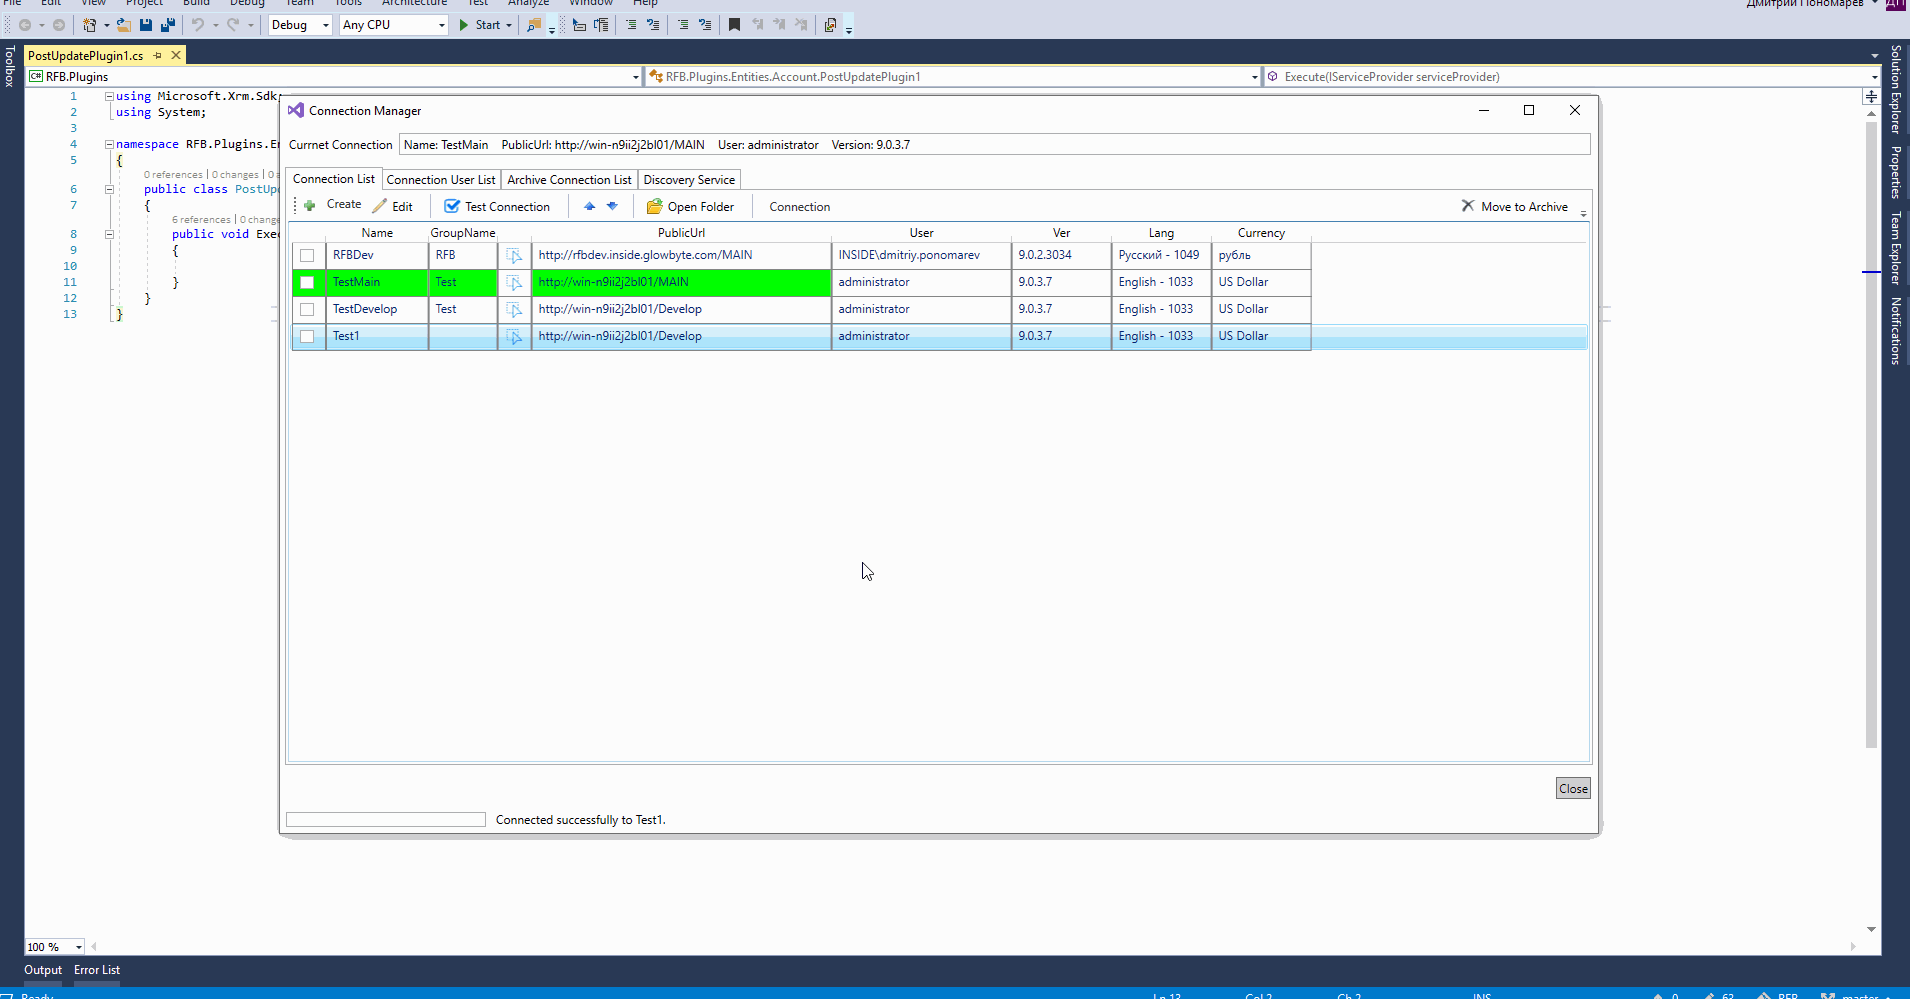 File Edit View Project Build Debug Team Tools Architecture Test Analyze Window Help Дмитрий Пономарев ДП
Debug Any CPU Start
Toolbox
PostUpdatePlugin1.cs
C# RFB.Plugins RFB.Plugins.Entities.Account.PostUpdatePlugin1 Execute(IServiceProvider serviceProvider)
1 using Microsoft.Xrm.Sdk;
2 using System;
3
4 namespace RFB.Plugins.En
5 {
0 references | 0 changes | 0
6 public class PostUp
7 {
6 references | 0 change
8 public void Exe
9 {
10
11 }
12 }
13 }
Connection Manager
Currnet Connection Name: TestMain PublicUrl: http://win-n9ii2j2bl01/MAIN User: administrator Version: 9.0.3.7
Connection List Connection User List Archive Connection List Discovery Service
Create Edit Test Connection Open Folder Connection Move to Archive
Name GroupName PublicUrl User Ver Lang Currency
RFBDev RFB http://rfbdev.inside.glowbyte.com/MAIN INSIDE\dmitriy.ponomarev 9.0.2.3034 Русский - 1049 рубль
TestMain Test http://win-n9ii2j2bl01/MAIN administrator 9.0.3.7 English - 1033 US Dollar
TestDevelop Test http://win-n9ii2j2bl01/Develop administrator 9.0.3.7 English - 1033 US Dollar
Test1 http://win-n9ii2j2bl01/Develop administrator 9.0.3.7 English - 1033 US Dollar
Close
Connected successfully to Test1.
Solution Explorer
Properties
Team Explorer
Notifications
100 %
Output Error List
Ready Ln 13 Col 2 Ch 2 INS 0 63 RFB master